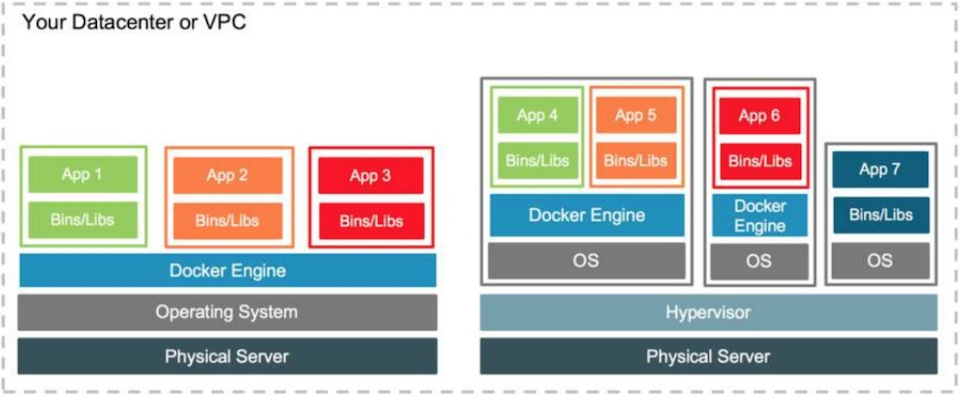 Your Datacenter or VPC
App 1
Bins/Libs
App 2
Bins/Libs
App 3
Bins/Libs
Docker Engine
Operating System
Physical Server
App 4
Bins/Libs
App 5
Bins/Libs
Docker Engine
OS
App 6
Bins/Libs
Docker
Engine
OS
App 7
Bins/Libs
OS
Hypervisor
Physical Server